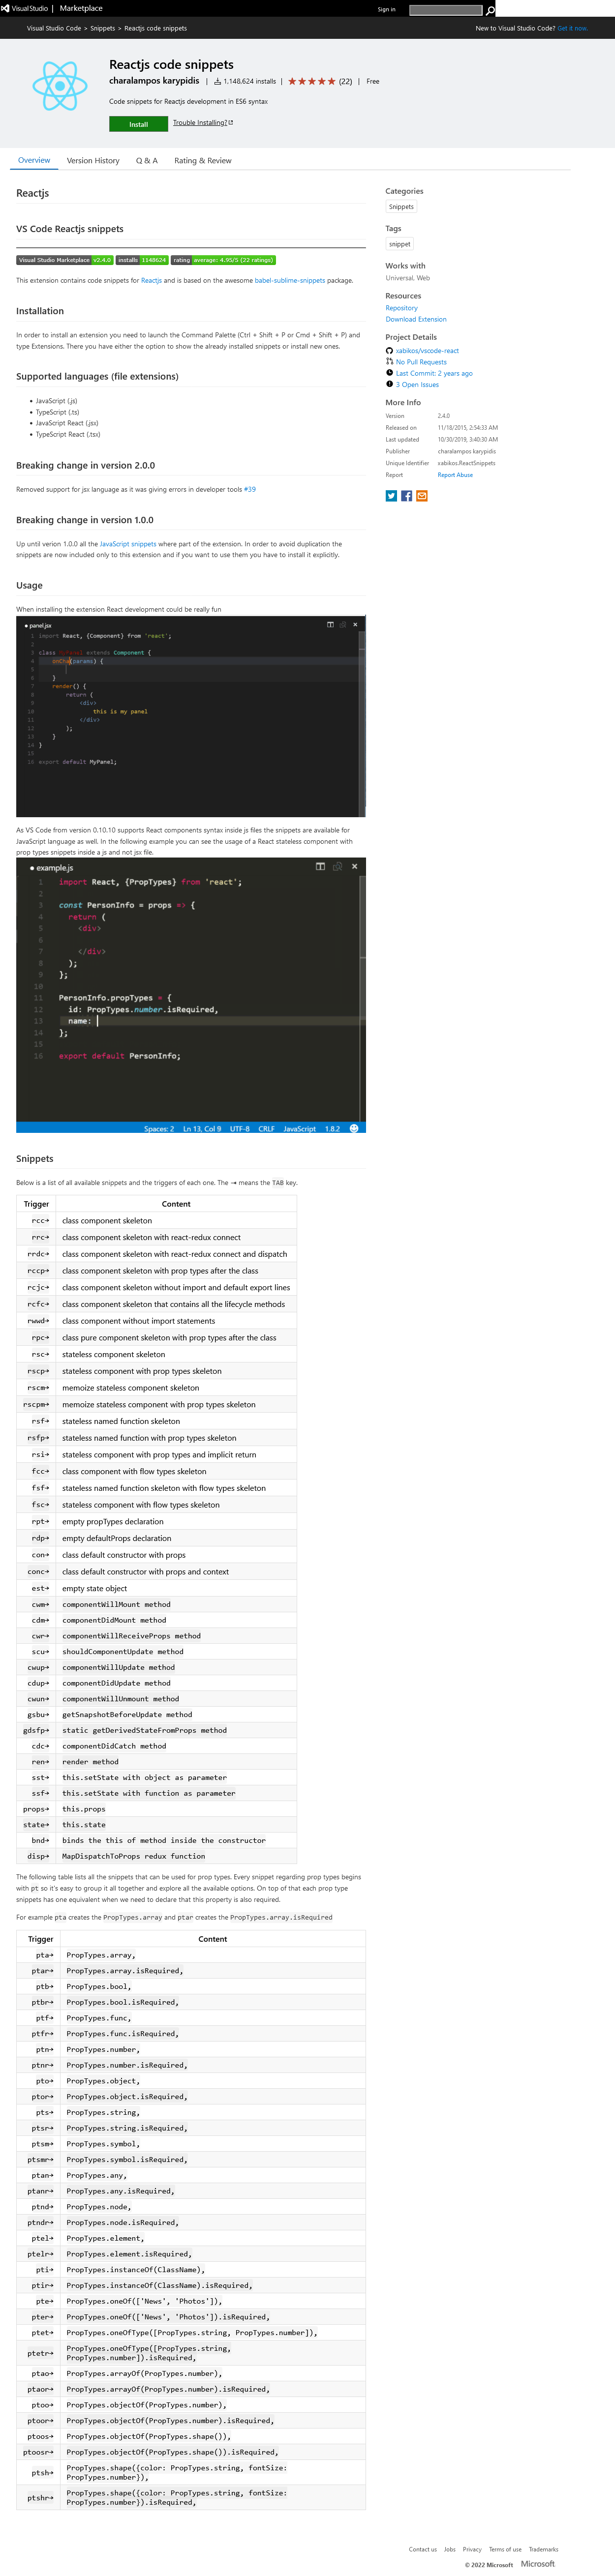 Visual Studio | Marketplace
Sign in
Visual Studio Code > Snippets > Reactjs code snippets
New to Visual Studio Code? Get it now.
Reactjs code snippets
charalampos karypidis | 1,148,624 installs | (22) | Free
Code snippets for Reactjs development in ES6 syntax
Install
Trouble Installing?
Overview
Version History
Q & A
Rating & Review
Reactjs
VS Code Reactjs snippets
Visual Studio Marketplace v2.4.0 installs 1148624 rating average: 4.95/5 (22 ratings)
This extension contains code snippets for Reactjs and is based on the awesome babel-sublime-snippets package.
Installation
In order to install an extension you need to launch the Command Palette (Ctrl + Shift + P or Cmd + Shift + P) and
type Extensions. There you have either the option to show the already installed snippets or install new ones.
Supported languages (file extensions)
• JavaScript (.js)
• TypeScript (.ts)
• JavaScript React (.jsx)
• TypeScript React (.tsx)
Breaking change in version 2.0.0
Removed support for jsx language as it was giving errors in developer tools #39
Breaking change in version 1.0.0
Up until verion 1.0.0 all the JavaScript snippets where part of the extension. In order to avoid duplication the
snippets are now included only to this extension and if you want to use them you have to install it explicitly.
Usage
When installing the extension React development could be really fun
● panel.jsx
1 import React, {Component} from 'react';
2
3 class MyPanel extends Component {
4 onCha(params) {
5
6 }
7 render() {
8 return (
9 <div>
10 this is my panel
11 </div>
12 );
13 }
14 }
15
16 export default MyPanel;
As VS Code from version 0.10.10 supports React components syntax inside js files the snippets are available for
JavaScript language as well. In the following example you can see the usage of a React stateless component with
prop types snippets inside a js and not jsx file.
● example.js
1 import React, {PropTypes} from 'react';
2
3 const PersonInfo = props => {
4 return (
5 <div>
6
7 </div>
8 );
9 };
10
11 PersonInfo.propTypes = {
12 id: PropTypes.number.isRequired,
13 name:
14 };
15
16 export default PersonInfo;
Spaces: 2 Ln 13, Col 9 UTF-8 CRLF JavaScript 1.8.2
Snippets
Below is a list of all available snippets and the triggers of each one. The ⇥ means the TAB key.
Trigger Content
rcc→ class component skeleton
rrc→ class component skeleton with react-redux connect
rrdc→ class component skeleton with react-redux connect and dispatch
rccp→ class component skeleton with prop types after the class
rcjc→ class component skeleton without import and default export lines
rcfc→ class component skeleton that contains all the lifecycle methods
rwwd→ class component without import statements
rpc→ class pure component skeleton with prop types after the class
rsc→ stateless component skeleton
rscp→ stateless component with prop types skeleton
rscm→ memoize stateless component skeleton
rscpm→ memoize stateless component with prop types skeleton
rsf→ stateless named function skeleton
rsfp→ stateless named function with prop types skeleton
rsi→ stateless component with prop types and implicit return
fcc→ class component with flow types skeleton
fsf→ stateless named function skeleton with flow types skeleton
fsc→ stateless component with flow types skeleton
rpt→ empty propTypes declaration
rdp→ empty defaultProps declaration
con→ class default constructor with props
conc→ class default constructor with props and context
est→ empty state object
cwm→ componentWillMount method
cdm→ componentDidMount method
cwr→ componentWillReceiveProps method
scu→ shouldComponentUpdate method
cwup→ componentWillUpdate method
cdup→ componentDidUpdate method
cwun→ componentWillUnmount method
gsbu→ getSnapshotBeforeUpdate method
gdsfp→ static getDerivedStateFromProps method
cdc→ componentDidCatch method
ren→ render method
sst→ this.setState with object as parameter
ssf→ this.setState with function as parameter
props→ this.props
state→ this.state
bnd→ binds the this of method inside the constructor
disp→ MapDispatchToProps redux function
The following table lists all the snippets that can be used for prop types. Every snippet regarding prop types begins
with pt so it's easy to group it all together and explore all the available options. On top of that each prop type
snippets has one equivalent when we need to declare that this property is also required.
For example pta creates the PropTypes.array and ptar creates the PropTypes.array.isRequired
Trigger Content
pta→ PropTypes.array,
ptar→ PropTypes.array.isRequired,
ptb→ PropTypes.bool,
ptbr→ PropTypes.bool.isRequired,
ptf→ PropTypes.func,
ptfr→ PropTypes.func.isRequired,
ptn→ PropTypes.number,
ptnr→ PropTypes.number.isRequired,
pto→ PropTypes.object,
ptor→ PropTypes.object.isRequired,
pts→ PropTypes.string,
ptsr→ PropTypes.string.isRequired,
ptsm→ PropTypes.symbol,
ptsmr→ PropTypes.symbol.isRequired,
ptan→ PropTypes.any,
ptanr→ PropTypes.any.isRequired,
ptnd→ PropTypes.node,
ptndr→ PropTypes.node.isRequired,
ptel→ PropTypes.element,
ptelr→ PropTypes.element.isRequired,
pti→ PropTypes.instanceOf(ClassName),
ptir→ PropTypes.instanceOf(ClassName).isRequired,
pte→ PropTypes.oneOf(['News', 'Photos']),
pter→ PropTypes.oneOf(['News', 'Photos']).isRequired,
ptet→ PropTypes.oneOfType([PropTypes.string, PropTypes.number]),
ptetr→ PropTypes.oneOfType([PropTypes.string,
PropTypes.number]).isRequired,
ptao→ PropTypes.arrayOf(PropTypes.number),
ptaor→ PropTypes.arrayOf(PropTypes.number).isRequired,
ptoo→ PropTypes.objectOf(PropTypes.number),
ptoor→ PropTypes.objectOf(PropTypes.number).isRequired,
ptoos→ PropTypes.objectOf(PropTypes.shape()),
ptoosr→ PropTypes.objectOf(PropTypes.shape()).isRequired,
ptsh→ PropTypes.shape({color: PropTypes.string, fontSize:
PropTypes.number}),
ptshr→ PropTypes.shape({color: PropTypes.string, fontSize:
PropTypes.number}).isRequired,
Categories
Snippets
Tags
snippet
Works with
Universal, Web
Resources
Repository
Download Extension
Project Details
xabikos/vscode-react
No Pull Requests
Last Commit: 2 years ago
3 Open Issues
More Info
Version 2.4.0
Released on 11/18/2015, 2:54:33 AM
Last updated 10/30/2019, 3:40:30 AM
Publisher charalampos karypidis
Unique Identifier xabikos.ReactSnippets
Report Report Abuse
Contact us Jobs Privacy Terms of use Trademarks
© 2022 Microsoft Microsoft